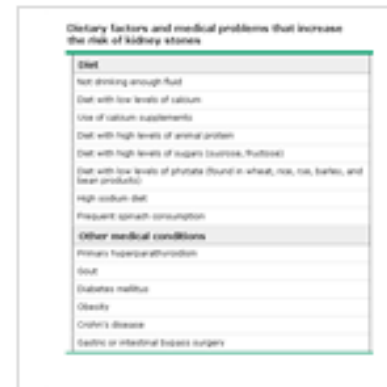 Dietary factors and medical problems that increase
the risk of kidney stones
Diet
Not drinking enough fluid
Diet with low levels of calcium
Use of calcium supplements
Diet with high levels of animal protein
Diet with high levels of sugars (sucrose, fructose)
Diet with low levels of phytate (found in wheat, rice, rye, barley, and
bean products)
High sodium diet
Frequent spinach consumption
Other medical conditions
Primary hyperparathyroidism
Gout
Diabetes mellitus
Obesity
Crohn's disease
Gastric or intestinal bypass surgery